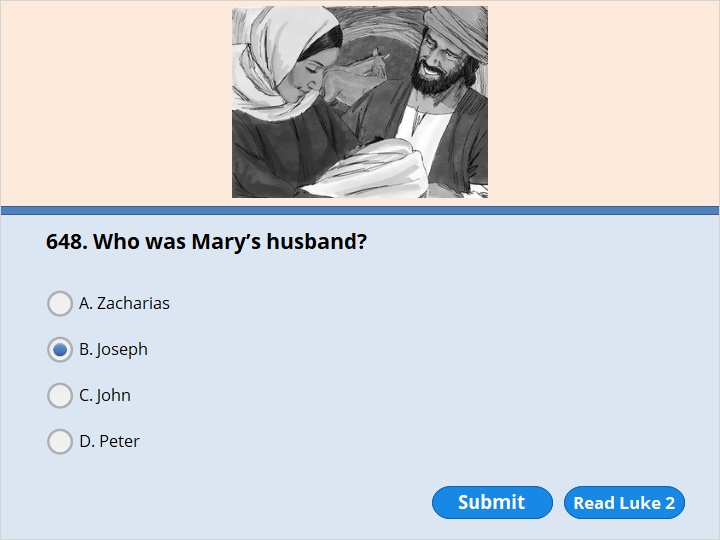 648. Who was Mary’s husband?
A. Zacharias
B. Joseph
C. John
D. Peter
Submit
Read Luke 2